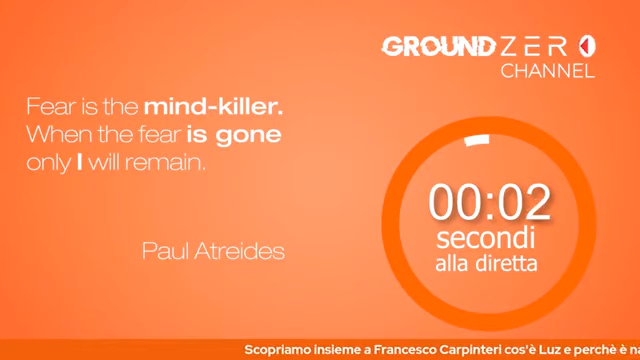 GROUNDZERO
CHANNEL
Fear is the mind-killer.
When the fear is gone
only I will remain.
Paul Atreides
00:02
secondi
alla diretta
Scopriamo insieme a Francesco Carpinteri cos'è Luz e perchè è